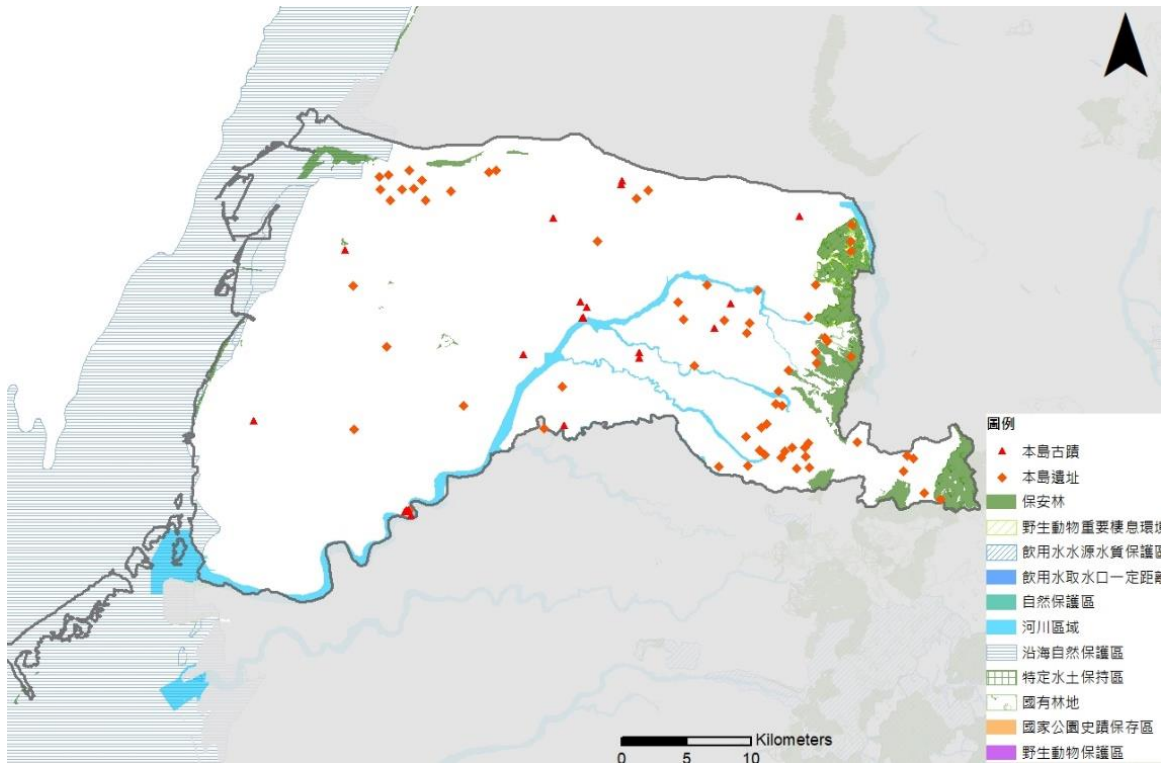 圖例
本島古蹟
本島遺址
保安林
野生動物重要棲息環境
飲用水水源水質保護區
飲用水取水口一定距離
自然保護區
河川區域
沿海自然保護區
特定水土保持區
國有林地
國家公園史蹟保存區
野生動物保護區
Kilometers
0 5 10